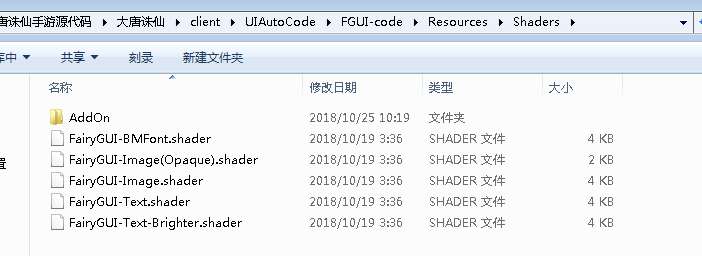 唐诛仙手游源代码 ▸ 大唐诛仙 ▸ client ▸ UIAutoCode ▸ FGUI-code ▸ Resources ▸ Shaders ▸
库中 共享 刻录 新建文件夹
名称 修改日期 类型 大小
AddOn 2018/10/25 10:19 文件夹
FairyGUI-BMFont.shader 2018/10/19 3:36 SHADER 文件 4 KB
FairyGUI-Image(Opaque).shader 2018/10/19 3:36 SHADER 文件 2 KB
置 FairyGUI-Image.shader 2018/10/19 3:36 SHADER 文件 4 KB
FairyGUI-Text.shader 2018/10/19 3:36 SHADER 文件 4 KB
FairyGUI-Text-Brighter.shader 2018/10/19 3:36 SHADER 文件 4 KB